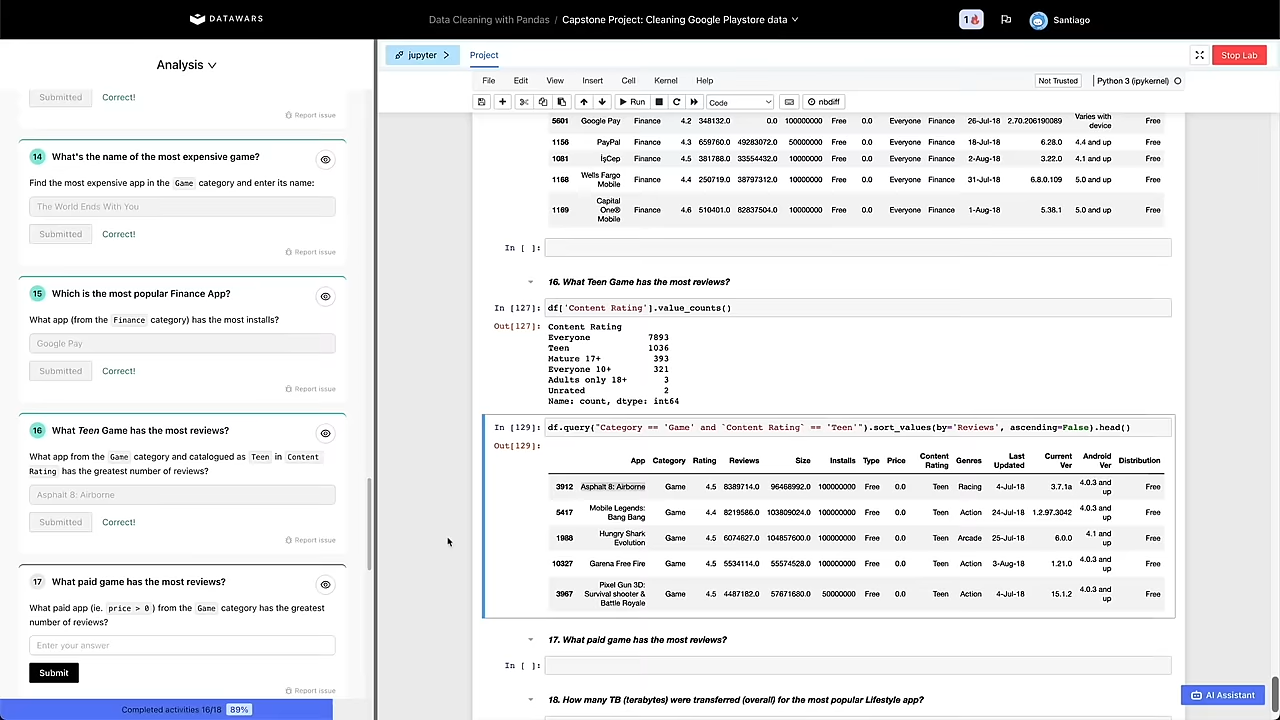 DATAWARS
Data Cleaning with Pandas / Capstone Project: Cleaning Google Playstore data
1
Santiago
Analysis
Submitted Correct!
Report issue
14 What's the name of the most expensive game?
Find the most expensive app in the Game category and enter its name:
The World Ends With You
Submitted Correct!
Report issue
15 Which is the most popular Finance App?
What app (from the Finance category) has the most installs?
Google Pay
Submitted Correct!
Report issue
16 What Teen Game has the most reviews?
What app from the Game category and catalogued as Teen in Content
Rating has the greatest number of reviews?
Asphalt 8: Airborne
Submitted Correct!
Report issue
17 What paid game has the most reviews?
What paid app (ie. price > 0 ) from the Game category has the greatest
number of reviews?
Enter your answer
Submit
Report issue
Completed activities 16/18 89%
jupyter Project
Stop Lab
File Edit View Insert Cell Kernel Help
Not Trusted Python 3 (ipykernel)
Run Code nbdiff
5601 Google Pay Finance 4.2 348132.0 0.0 100000000 Free 0.0 Everyone Finance 26-Jul-18 2.70.206190089 Varies with device Free
1156 PayPal Finance 4.3 659760.0 49283072.0 50000000 Free 0.0 Everyone Finance 18-Jul-18 6.28.0 4.4 and up Free
1081 İşCep Finance 4.5 381788.0 33554432.0 10000000 Free 0.0 Everyone Finance 2-Aug-18 3.22.0 4.1 and up Free
1168 Wells Fargo Mobile Finance 4.4 250719.0 38797312.0 10000000 Free 0.0 Everyone Finance 31-Jul-18 6.8.0.109 5.0 and up Free
1169 Capital One® Mobile Finance 4.6 510401.0 82837504.0 10000000 Free 0.0 Everyone Finance 1-Aug-18 5.38.1 5.0 and up Free
In [ ]:
16. What Teen Game has the most reviews?
In [127]: df['Content Rating'].value_counts()
Out[127]: Content Rating
Everyone 7893
Teen 1036
Mature 17+ 393
Everyone 10+ 321
Adults only 18+ 3
Unrated 2
Name: count, dtype: int64
In [129]: df.query("Category == 'Game' and `Content Rating` == 'Teen'").sort_values(by='Reviews', ascending=False).head()
Out[129]:
App Category Rating Reviews Size Installs Type Price Content Rating Genres Last Updated Current Ver Android Ver Distribution
3912 Asphalt 8: Airborne Game 4.5 8389714.0 96468992.0 100000000 Free 0.0 Teen Racing 4-Jul-18 3.7.1a 4.0.3 and up Free
5417 Mobile Legends: Bang Bang Game 4.4 8219586.0 103809024.0 100000000 Free 0.0 Teen Action 24-Jul-18 1.2.97.3042 4.0.3 and up Free
1988 Hungry Shark Evolution Game 4.5 6074627.0 104857600.0 100000000 Free 0.0 Teen Arcade 25-Jul-18 6.0.0 4.1 and up Free
10327 Garena Free Fire Game 4.5 5534114.0 55574528.0 100000000 Free 0.0 Teen Action 3-Aug-18 1.21.0 4.0.3 and up Free
3967 Pixel Gun 3D: Survival shooter & Battle Royale Game 4.5 4487182.0 57671680.0 50000000 Free 0.0 Teen Action 4-Jul-18 15.1.2 4.0.3 and up Free
17. What paid game has the most reviews?
In [ ]:
18. How many TB (terabytes) were transferred (overall) for the most popular Lifestyle app?
AI Assistant